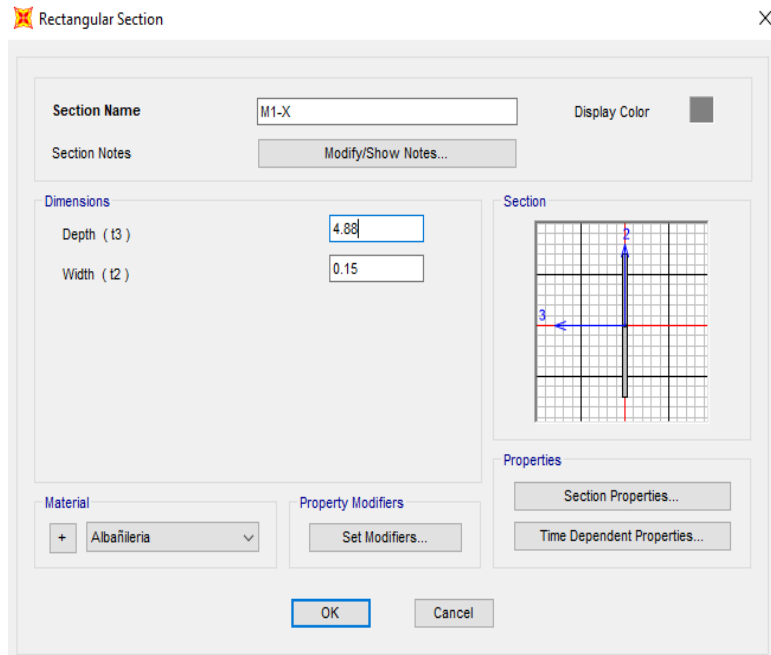 Rectangular Section
Section Name M1-X Display Color
Section Notes Modify/Show Notes...
Dimensions
Depth ( t3 ) 4.88
Width ( t2 ) 0.15
Section
2
3
Properties
Section Properties...
Time Dependent Properties...
Material
+ Albañileria
Property Modifiers
Set Modifiers...
OK Cancel